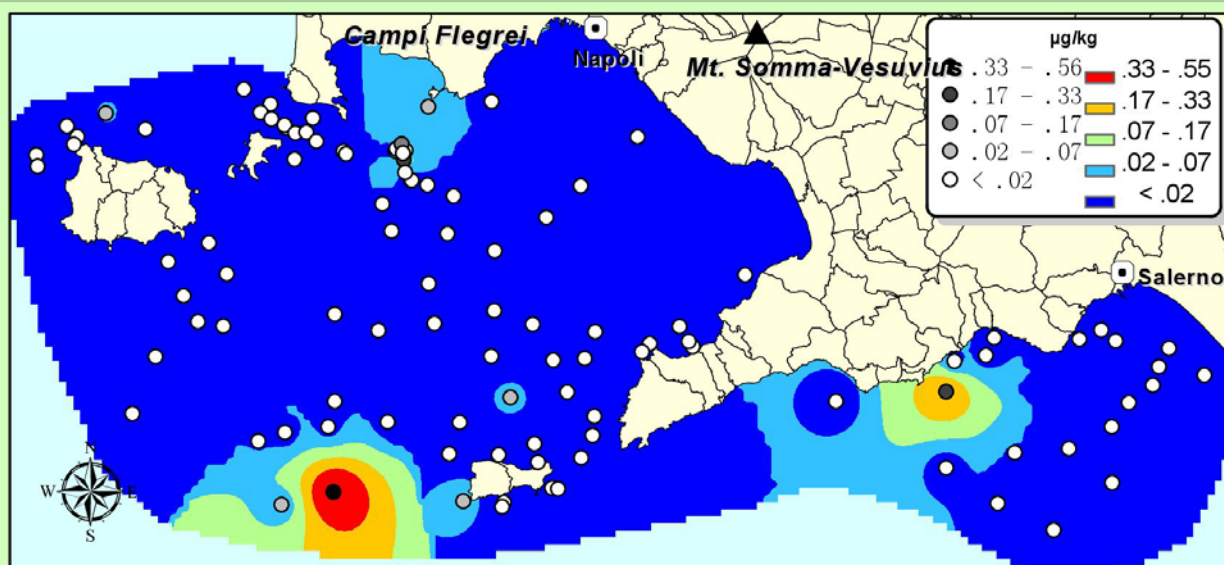 Campi Flegrei
Napoli
Mt. Somma-Vesuvius
µg/kg
.33 - .56
.33 - .55
.17 - .33
.17 - .33
.07 - .17
.07 - .17
.02 - .07
.02 - .07
< .02
< .02
Salerno
N
W E
S